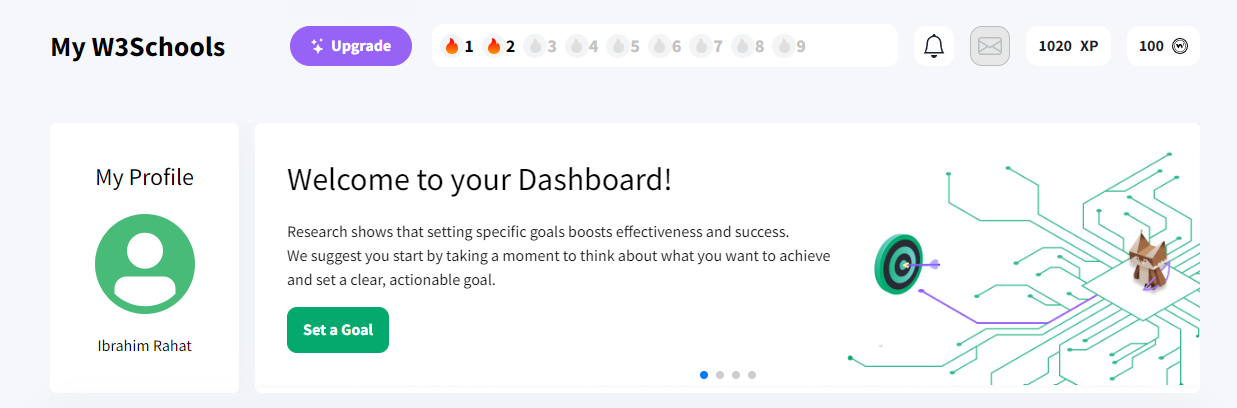 My W3Schools
Upgrade
1 2 3 4 5 6 7 8 9
1020 XP
100
My Profile
Ibrahim Rahat
Welcome to your Dashboard!
Research shows that setting specific goals boosts effectiveness and success.
We suggest you start by taking a moment to think about what you want to achieve
and set a clear, actionable goal.
Set a Goal